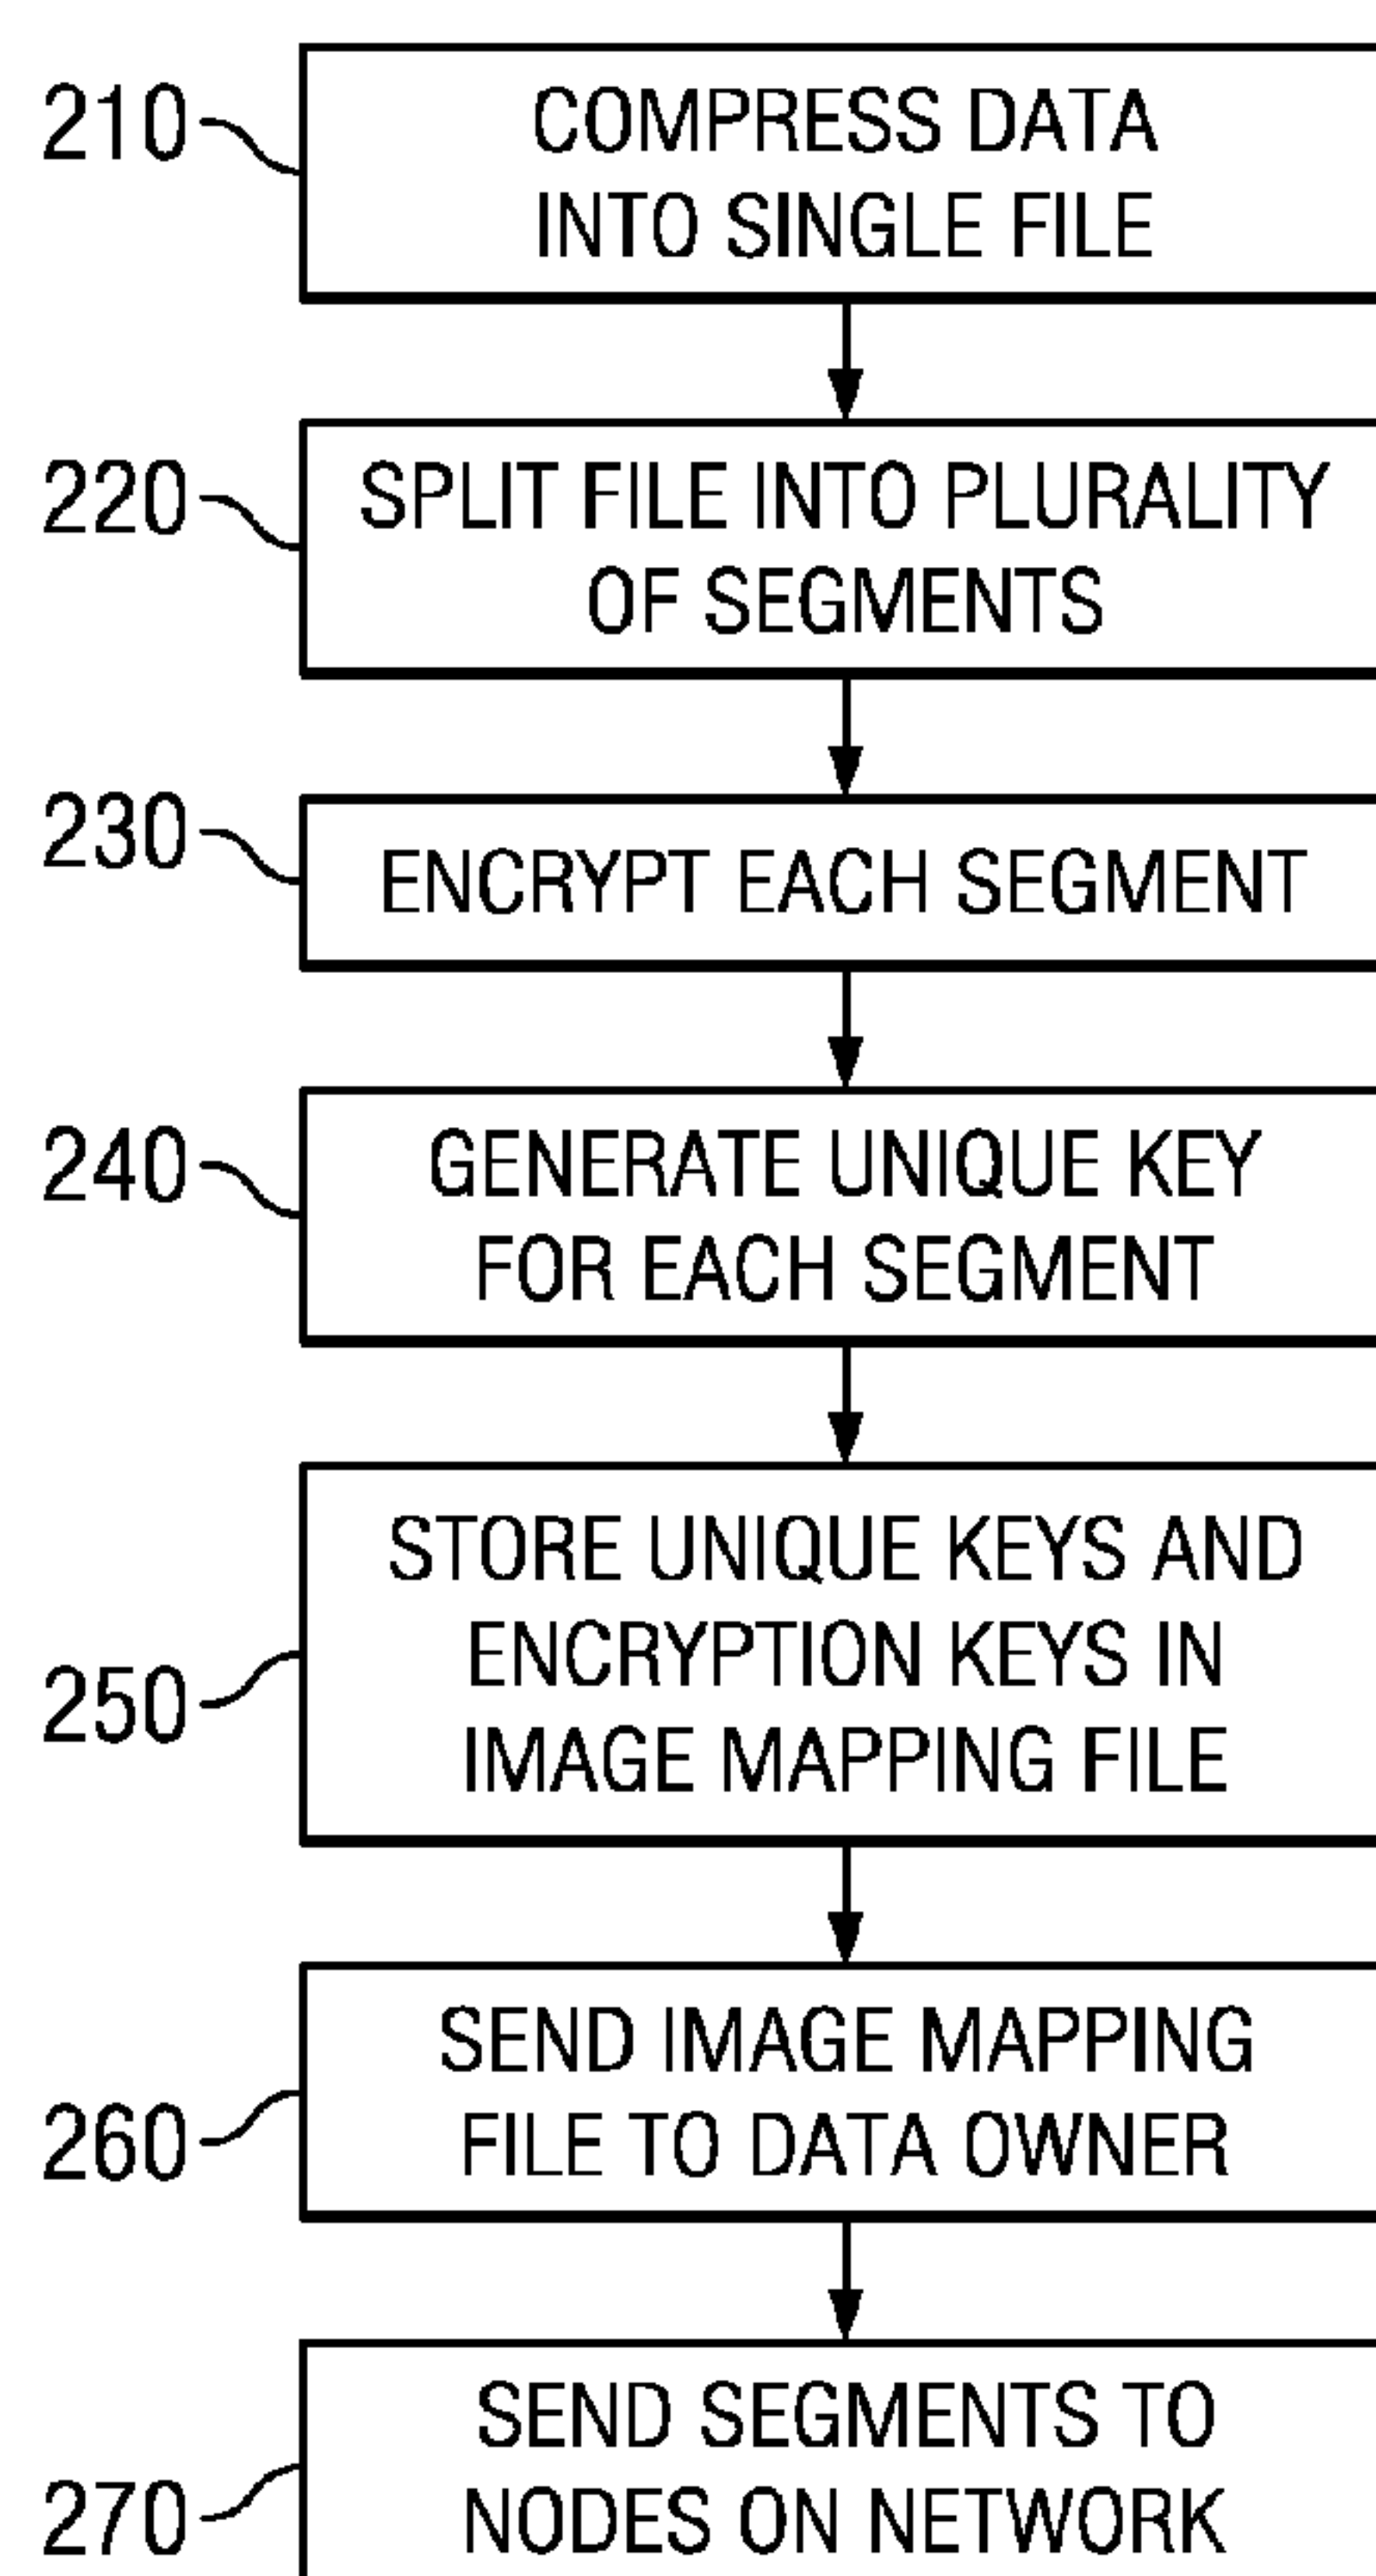 210
COMPRESS DATA
INTO SINGLE FILE
220
SPLIT FILE INTO PLURALITY
OF SEGMENTS
230
ENCRYPT EACH SEGMENT
240
GENERATE UNIQUE KEY
FOR EACH SEGMENT
250
STORE UNIQUE KEYS AND
ENCRYPTION KEYS IN
IMAGE MAPPING FILE
260
SEND IMAGE MAPPING
FILE TO DATA OWNER
270
SEND SEGMENTS TO
NODES ON NETWORK